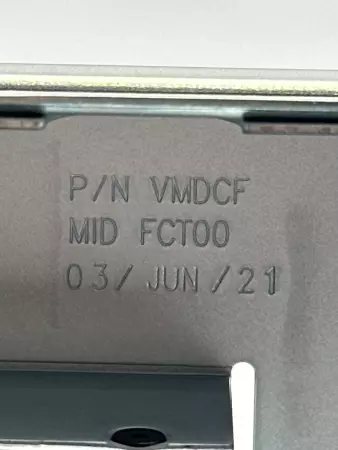 P/N VMDCF
MID FCT00
03/JUN/21